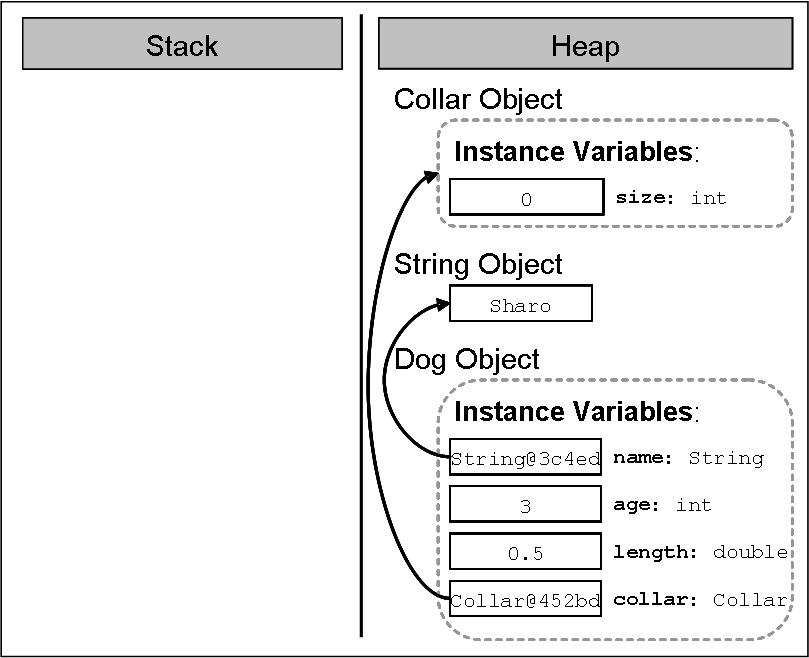 Stack
Heap
Collar Object
Instance Variables:
0 size: int
String Object
Sharo
Dog Object
Instance Variables:
String@3c4ed name: String
3 age: int
0.5 length: double
Collar@452bd collar: Collar